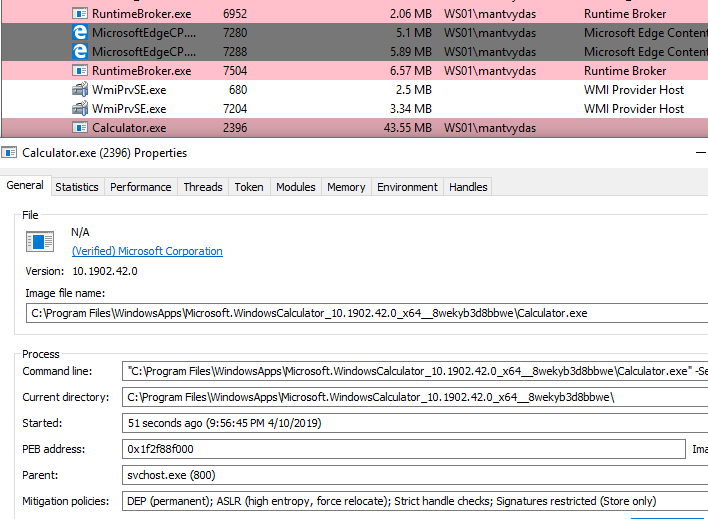 RuntimeBroker.exe 6952 2.06 MB WS01\mantvydas Runtime Broker
MicrosoftEdgeCP.... 7280 5.1 MB WS01\mantvydas Microsoft Edge Content
MicrosoftEdgeCP.... 7288 5.89 MB WS01\mantvydas Microsoft Edge Content
RuntimeBroker.exe 7504 6.57 MB WS01\mantvydas Runtime Broker
WmiPrvSE.exe 680 2.5 MB WMI Provider Host
WmiPrvSE.exe 7204 3.34 MB WMI Provider Host
Calculator.exe 2396 43.55 MB WS01\mantvydas
Calculator.exe (2396) Properties
General Statistics Performance Threads Token Modules Memory Environment Handles
File
N/A
(Verified) Microsoft Corporation
Version: 10.1902.42.0
Image file name:
C:\Program Files\WindowsApps\Microsoft.WindowsCalculator_10.1902.42.0_x64__8wekyb3d8bbwe\Calculator.exe
Process
Command line: "C:\Program Files\WindowsApps\Microsoft.WindowsCalculator_10.1902.42.0_x64__8wekyb3d8bbwe\Calculator.exe" -Se
Current directory: C:\Program Files\WindowsApps\Microsoft.WindowsCalculator_10.1902.42.0_x64__8wekyb3d8bbwe\
Started: 51 seconds ago (9:56:45 PM 4/10/2019)
PEB address: 0x1f2f88f000 Ima
Parent: svchost.exe (800)
Mitigation policies: DEP (permanent); ASLR (high entropy, force relocate); Strict handle checks; Signatures restricted (Store only)